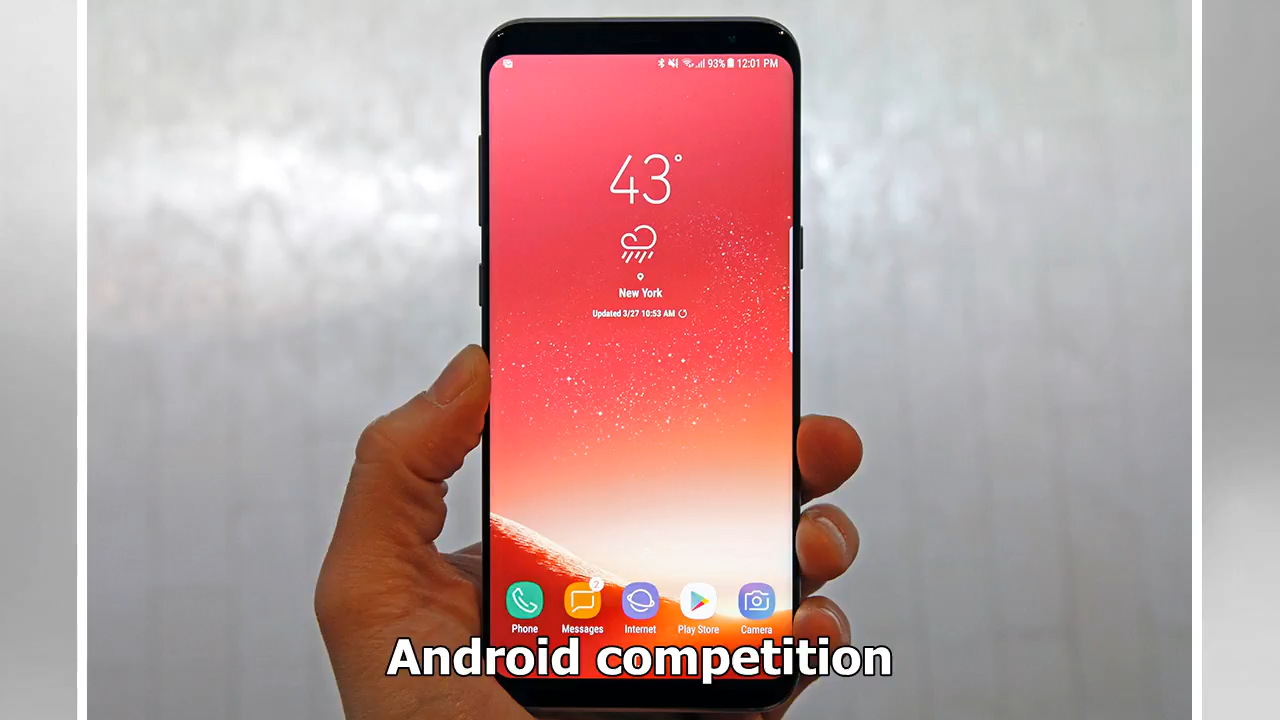 93% 12:01 PM
43°
New York
Updated 3/27 10:53 AM
2
Phone Messages Internet Play Store Camera
Android competition